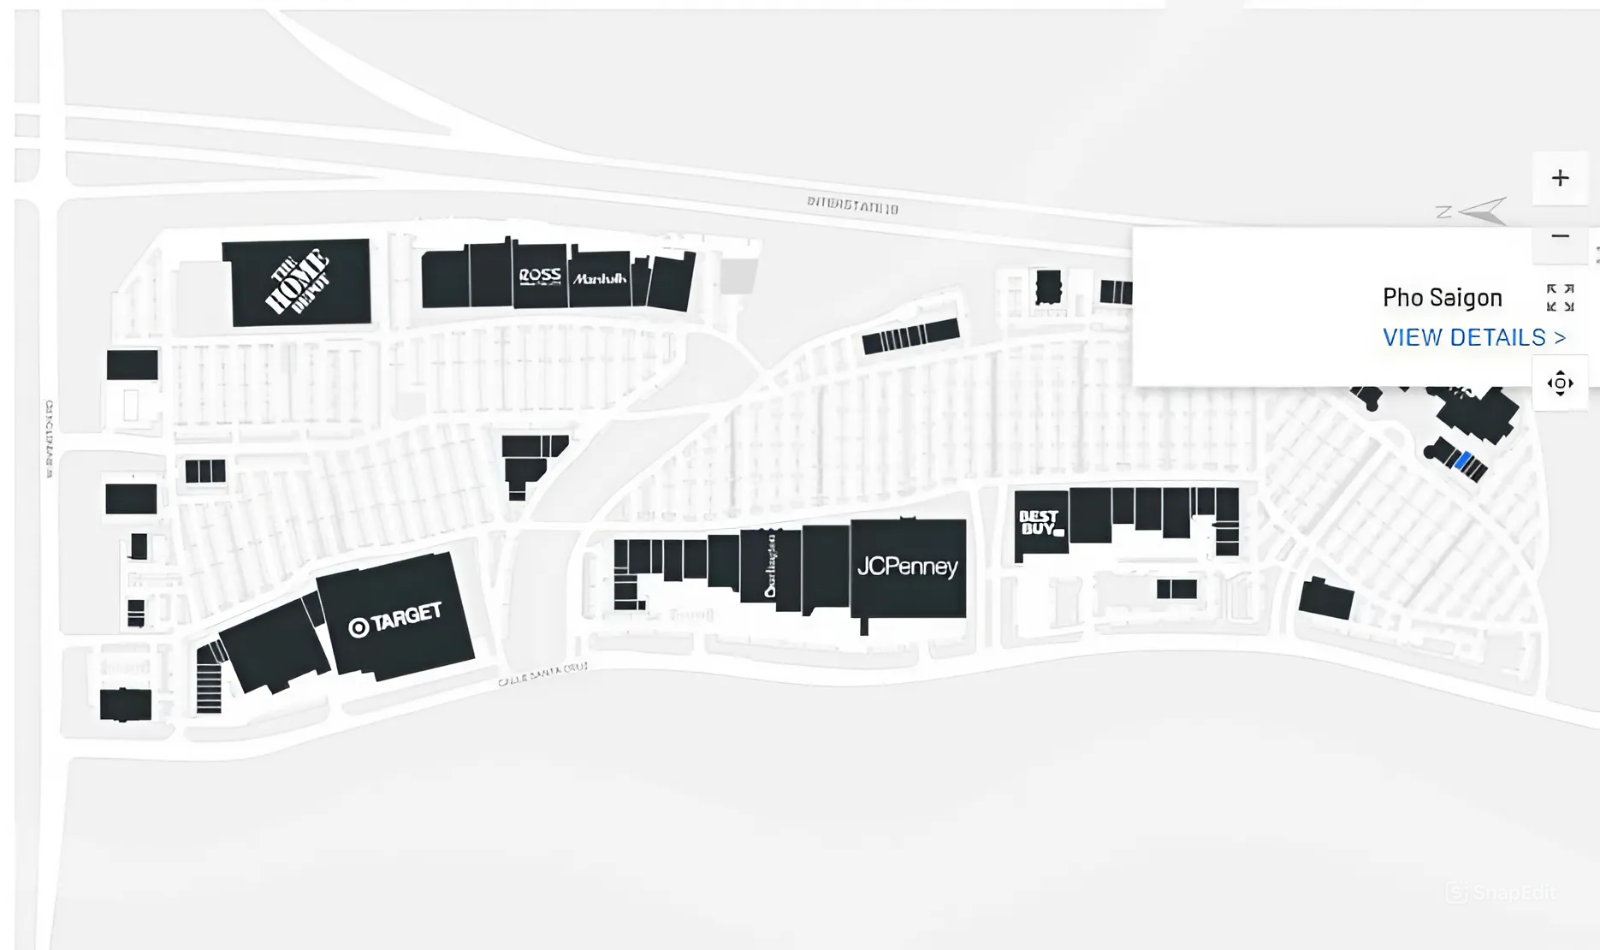 INTERSTATE 10
N
+
−
Pho Saigon
VIEW DETAILS >
THE
HOME
DEPOT
ROSS
Marshalls
BEST
BUY
Burlington
JCPenney
TARGET
CALLE SANTA CRUZ
SnapEdit